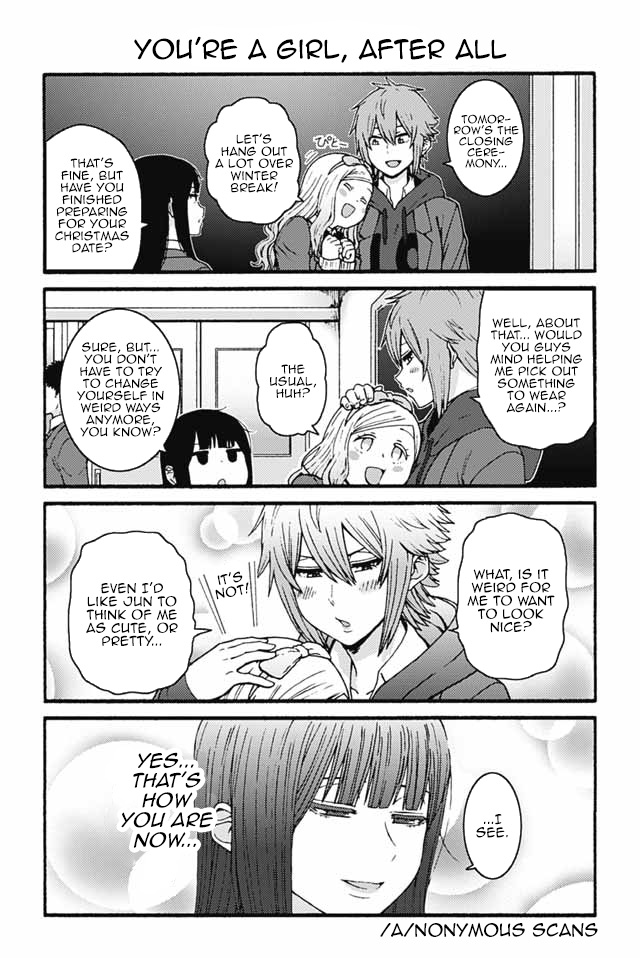 YOU'RE A GIRL, AFTER ALL
TOMOR-
ROW'S THE
CLOSING
CERE-
MONY...
ぴとー
LET'S
HANG OUT
A LOT OVER
WINTER
BREAK!
THAT'S
FINE, BUT
HAVE YOU
FINISHED
PREPARING
FOR YOUR
CHRISTMAS
DATE?
WELL, ABOUT
THAT... WOULD
YOU GUYS
MIND HELPING
ME PICK OUT
SOMETHING
TO WEAR
AGAIN...?
THE
USUAL,
HUH?
SURE, BUT...
YOU DON'T
HAVE TO TRY
TO CHANGE
YOURSELF IN
WEIRD WAYS
ANYMORE,
YOU KNOW?
WHAT, IS IT
WEIRD FOR
ME TO WANT
TO LOOK
NICE?
IT'S
NOT!
EVEN I'D
LIKE JUN TO
THINK OF ME
AS CUTE, OR
PRETTY...
...I
SEE.
YES...
THAT'S
HOW
YOU ARE
NOW...
/A/NONYMOUS SCANS